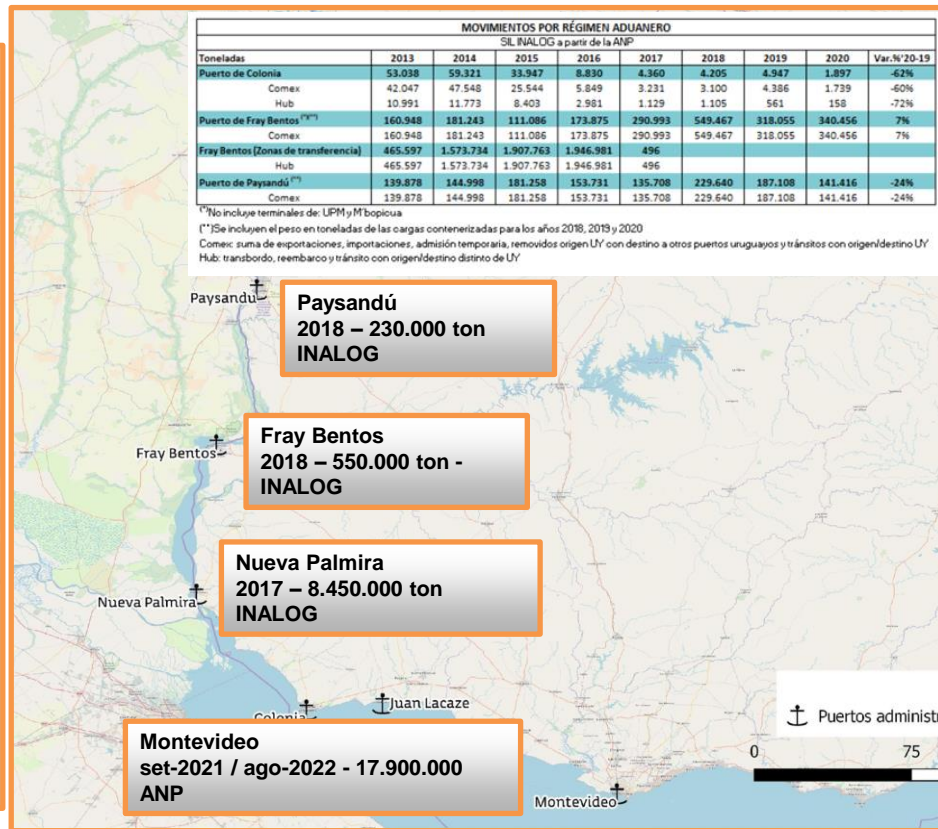 MOVIMIENTOS POR RÉGIMEN ADUANERO
SIL INALOG a partir de la ANP
Toneladas 2013 2014 2015 2016 2017 2018 2019 2020 Var.%'20-19
Puerto de Colonia 53.038 59.321 33.947 8.830 4.360 4.205 4.947 1.897 -62%
Comex 42.047 47.548 25.544 5.849 3.231 3.100 4.386 1.739 -60%
Hub 10.991 11.773 8.403 2.981 1.129 1.105 561 158 -72%
Puerto de Fray Bentos (*)(**) 160.948 181.243 111.086 173.875 290.993 549.467 318.055 340.456 7%
Comex 160.948 181.243 111.086 173.875 290.993 549.467 318.055 340.456 7%
Fray Bentos (Zonas de transferencia) 465.597 1.573.734 1.907.763 1.946.981 496
Hub 465.597 1.573.734 1.907.763 1.946.981 496
Puerto de Paysandú (**) 139.878 144.998 181.258 153.731 135.708 229.640 187.108 141.416 -24%
Comex 139.878 144.998 181.258 153.731 135.708 229.640 187.108 141.416 -24%
(*)No incluye terminales de: UPM y M'bopicua
(**)Se incluyen el peso en toneladas de las cargas contenerizadas para los años 2018, 2019 y 2020
Comex: suma de exportaciones, importaciones, admisión temporaria, removidos origen UY con destino a otros puertos uruguayos y tránsitos con origen/destino UY
Hub: transbordo, reembarco y tránsito con origen/destino distinto de UY
Paysandú
Paysandú
2018 – 230.000 ton
INALOG
Fray Bentos
Fray Bentos
2018 – 550.000 ton -
INALOG
Nueva Palmira
Nueva Palmira
2017 – 8.450.000 ton
INALOG
Colonia
Juan Lacaze
Puertos administr
0 75
Montevideo
set-2021 / ago-2022 - 17.900.000
ANP
Montevideo